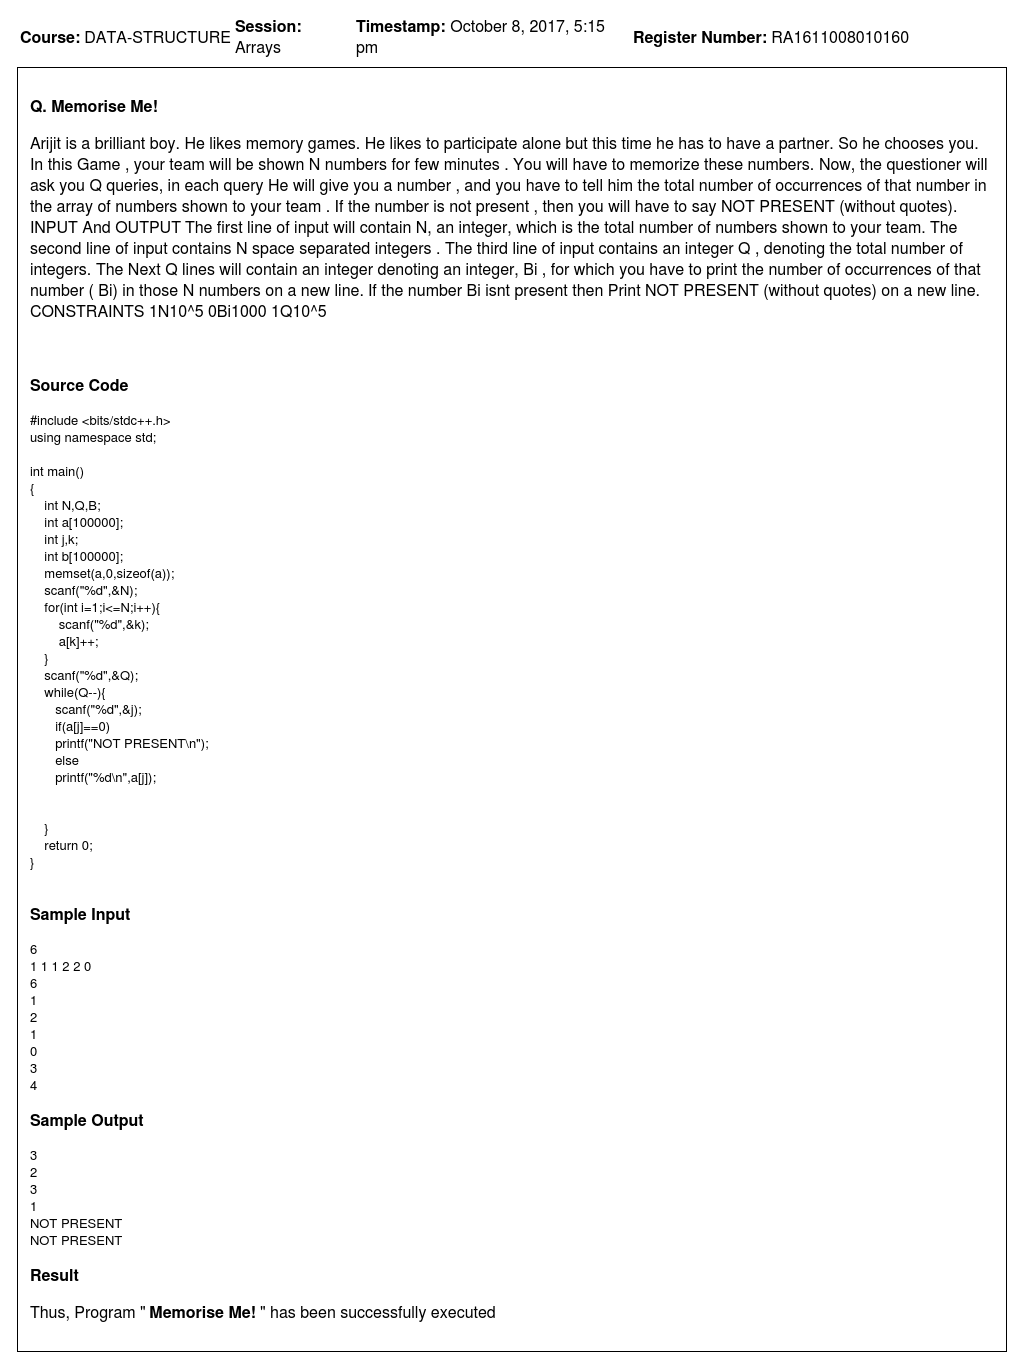 Course: DATA-STRUCTURE Session: Arrays Timestamp: October 8, 2017, 5:15 pm Register Number: RA1611008010160
Q. Memorise Me!
Arijit is a brilliant boy. He likes memory games. He likes to participate alone but this time he has to have a partner. So he chooses you.
In this Game , your team will be shown N numbers for few minutes . You will have to memorize these numbers. Now, the questioner will
ask you Q queries, in each query He will give you a number , and you have to tell him the total number of occurrences of that number in
the array of numbers shown to your team . If the number is not present , then you will have to say NOT PRESENT (without quotes).
INPUT And OUTPUT The first line of input will contain N, an integer, which is the total number of numbers shown to your team. The
second line of input contains N space separated integers . The third line of input contains an integer Q , denoting the total number of
integers. The Next Q lines will contain an integer denoting an integer, Bi , for which you have to print the number of occurrences of that
number ( Bi) in those N numbers on a new line. If the number Bi isnt present then Print NOT PRESENT (without quotes) on a new line.
CONSTRAINTS 1N10^5 0Bi1000 1Q10^5
Source Code
#include <bits/stdc++.h>
using namespace std;
int main()
{
int N,Q,B;
int a[100000];
int j,k;
int b[100000];
memset(a,0,sizeof(a));
scanf("%d",&N);
for(int i=1;i<=N;i++){
scanf("%d",&k);
a[k]++;
}
scanf("%d",&Q);
while(Q--){
scanf("%d",&j);
if(a[j]==0)
printf("NOT PRESENT\n");
else
printf("%d\n",a[j]);
}
return 0;
}
Sample Input
6
1 1 1 2 2 0
6
1
2
1
0
3
4
Sample Output
3
2
3
1
NOT PRESENT
NOT PRESENT
Result
Thus, Program " Memorise Me! " has been successfully executed